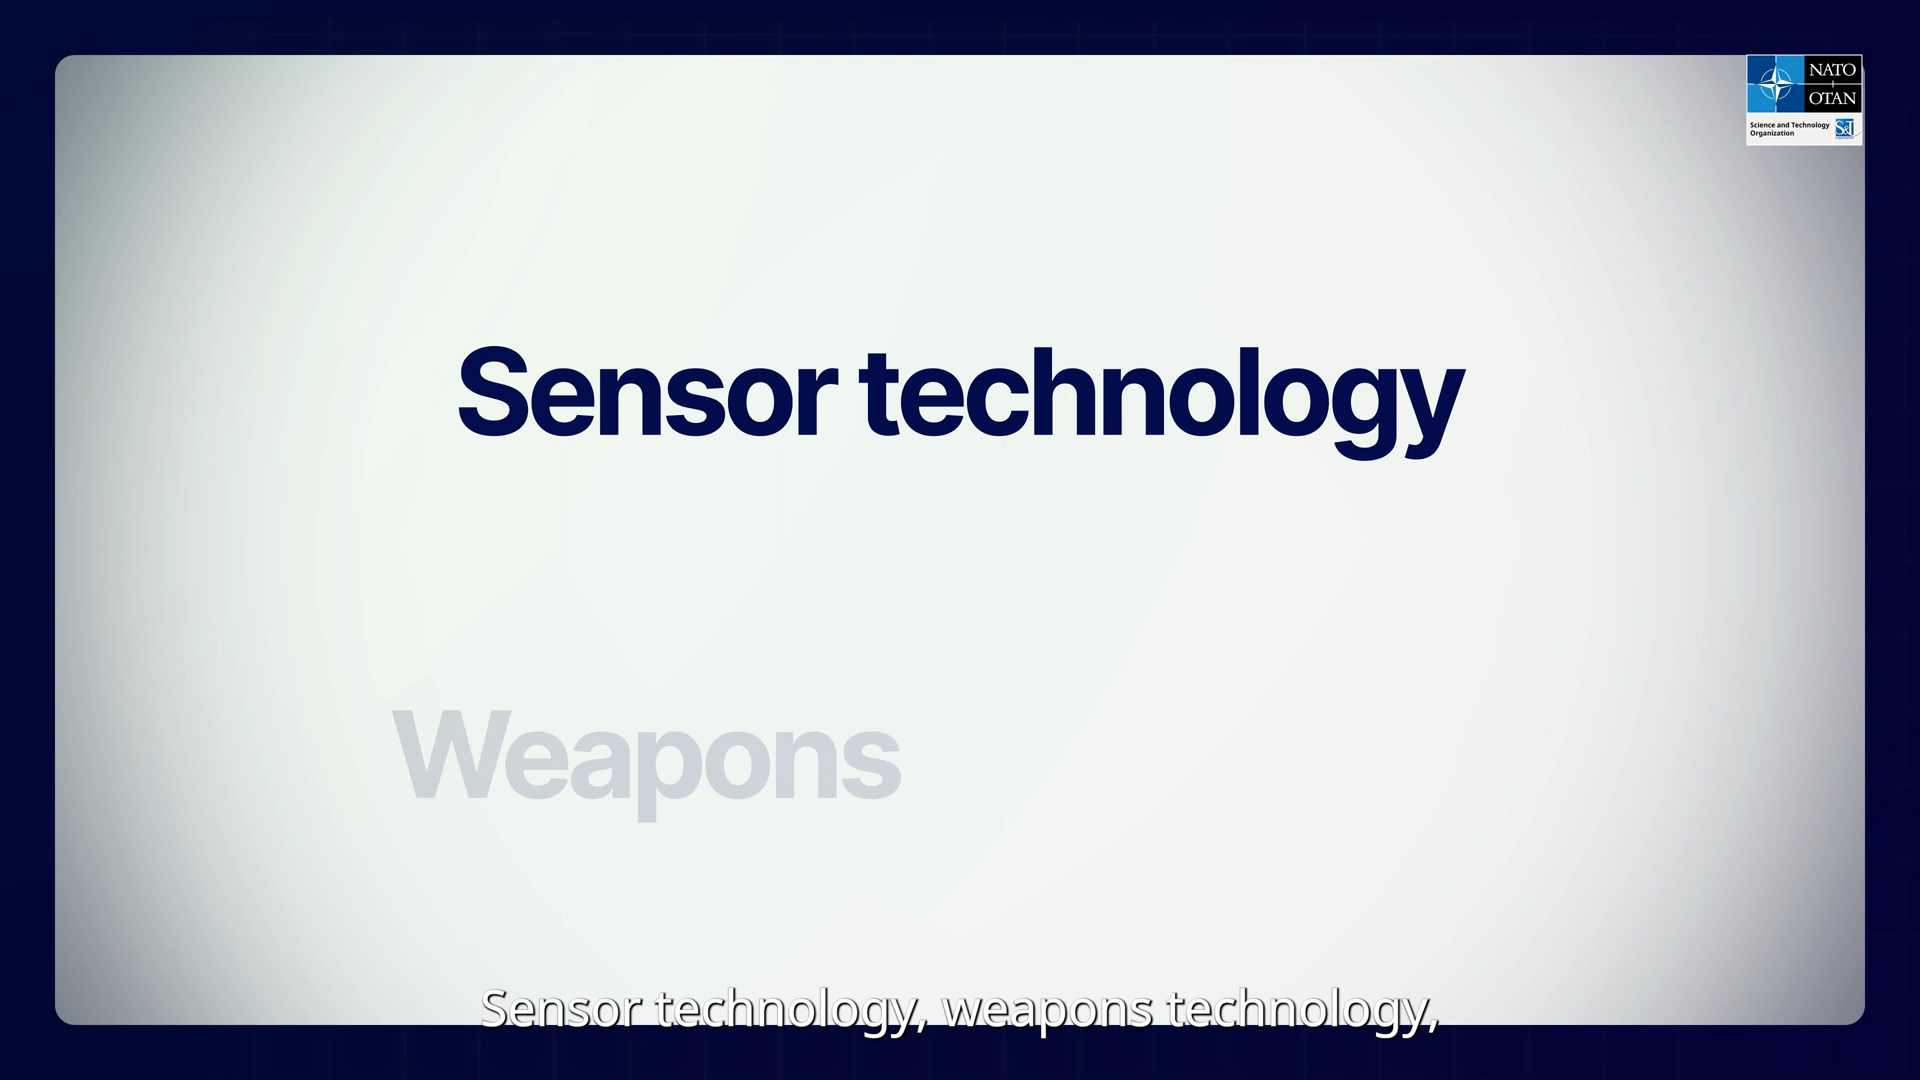 NATO
OTAN
Science and Technology
Organization
S&T
Sensor technology
Weapons
Sensor technology, weapons technology,